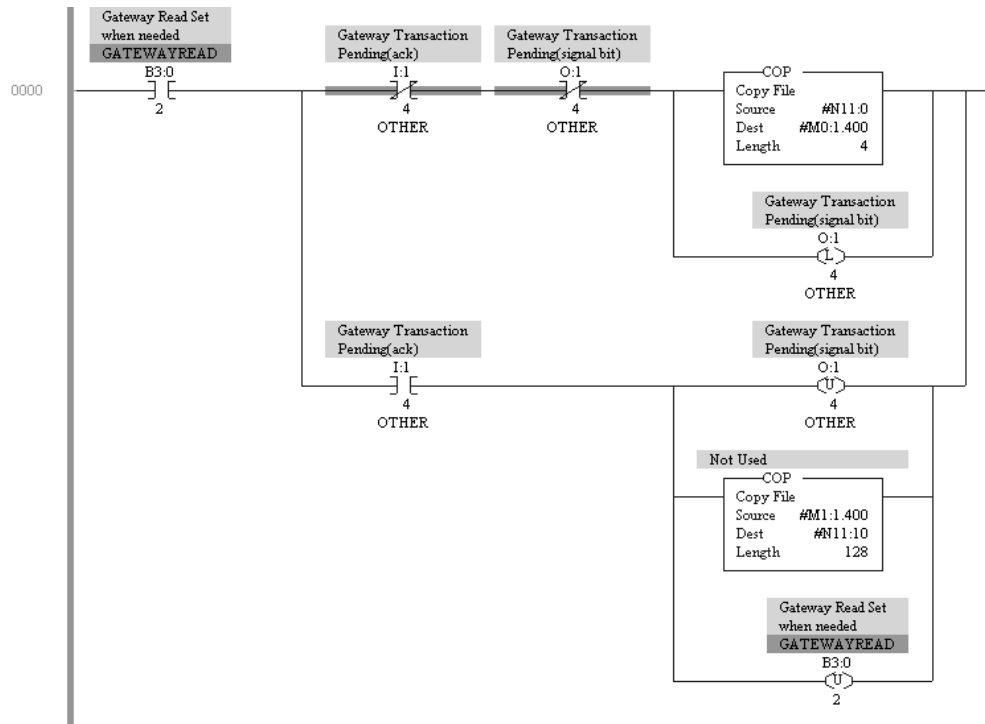 Gateway Read Set
when needed
GATEWAYREAD
B3:0
2
Gateway Transaction
Pending(ack)
I:1
4
OTHER
Gateway Transaction
Pending(signal bit)
O:1
4
OTHER
0000
COP
Copy File
Source #N11:0
Dest #M0:1.400
Length 4
Gateway Transaction
Pending(signal bit)
O:1
L
4
OTHER
Gateway Transaction
Pending(ack)
I:1
4
OTHER
Gateway Transaction
Pending(signal bit)
O:1
U
4
OTHER
Not Used
COP
Copy File
Source #M1:1.400
Dest #N11:10
Length 128
Gateway Read Set
when needed
GATEWAYREAD
B3:0
U
2